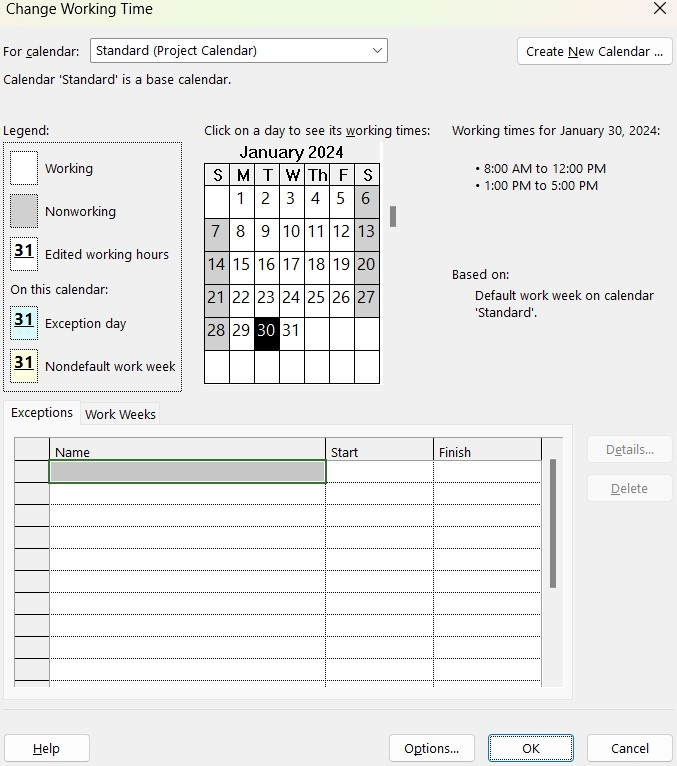 Change Working Time
For calendar: Standard (Project Calendar) Create New Calendar ...
Calendar 'Standard' is a base calendar.
Legend:
Working
Nonworking
31 Edited working hours
On this calendar:
31 Exception day
31 Nondefault work week
Click on a day to see its working times:
January 2024
S M T W Th F S
1 2 3 4 5 6
7 8 9 10 11 12 13
14 15 16 17 18 19 20
21 22 23 24 25 26 27
28 29 30 31
Working times for January 30, 2024:
• 8:00 AM to 12:00 PM
• 1:00 PM to 5:00 PM
Based on:
Default work week on calendar
'Standard'.
Exceptions Work Weeks
Name Start Finish
Details...
Delete
Help Options... OK Cancel